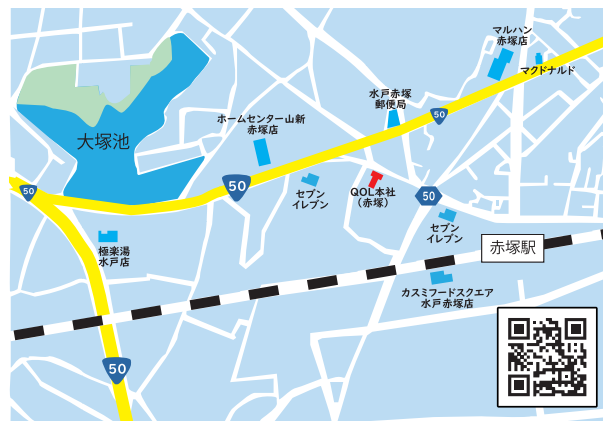 マルハン
赤塚店
マクドナルド
水戸赤塚
郵便局
50
ホームセンター山新
赤塚店
大塚池
50
50
セブン
イレブン
QOL本社
（赤塚）
50
セブン
イレブン
極楽湯
水戸店
赤塚駅
カスミフードスクエア
水戸赤塚店
50